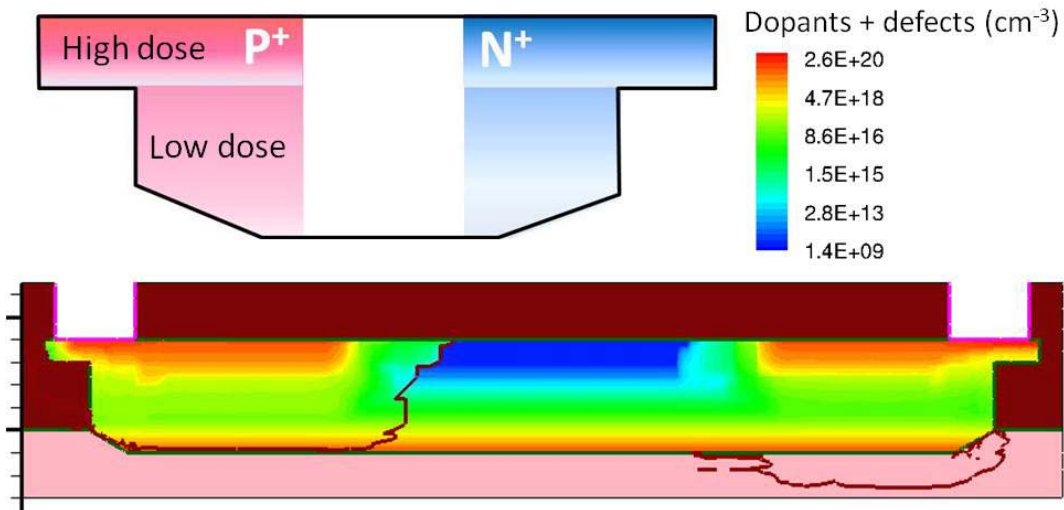 High dose P⁺ N⁺
Low dose
Dopants + defects (cm⁻³)
2.6E+20
4.7E+18
8.6E+16
1.5E+15
2.8E+13
1.4E+09